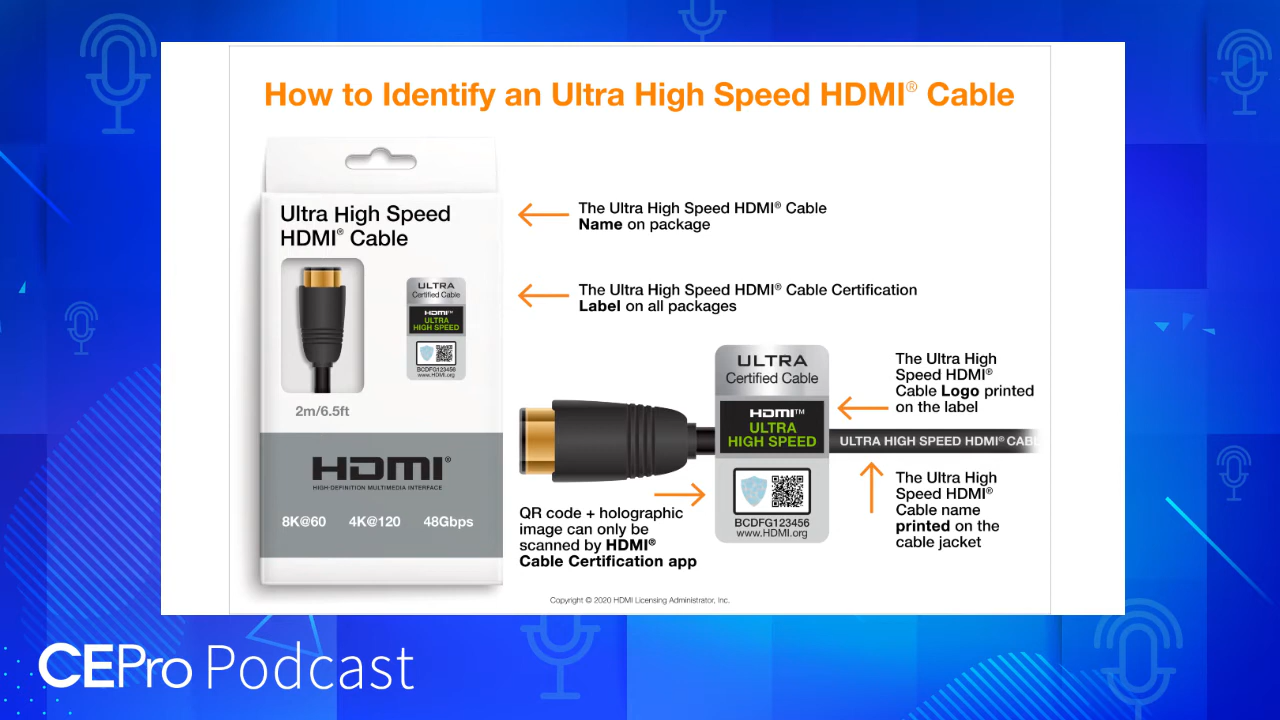 How to Identify an Ultra High Speed HDMI® Cable
Ultra High Speed
HDMI® Cable
ULTRA
Certified Cable
HDMI™
ULTRA
HIGH SPEED
BCDFG123456
www.HDMI.org
2m/6.5ft
HDMI®
HIGH-DEFINITION MULTIMEDIA INTERFACE
8K@60 4K@120 48Gbps
The Ultra High Speed HDMI® Cable
Name on package
The Ultra High Speed HDMI® Cable Certification
Label on all packages
ULTRA
Certified Cable
HDMI™
ULTRA
HIGH SPEED
BCDFG123456
www.HDMI.org
The Ultra High
Speed HDMI®
Cable Logo printed
on the label
ULTRA HIGH SPEED HDMI® CAB
The Ultra High
Speed HDMI®
Cable name
printed on the
cable jacket
QR code + holographic
image can only be
scanned by HDMI®
Cable Certification app
Copyright © 2020 HDMI Licensing Administrator, Inc.
CEPro Podcast